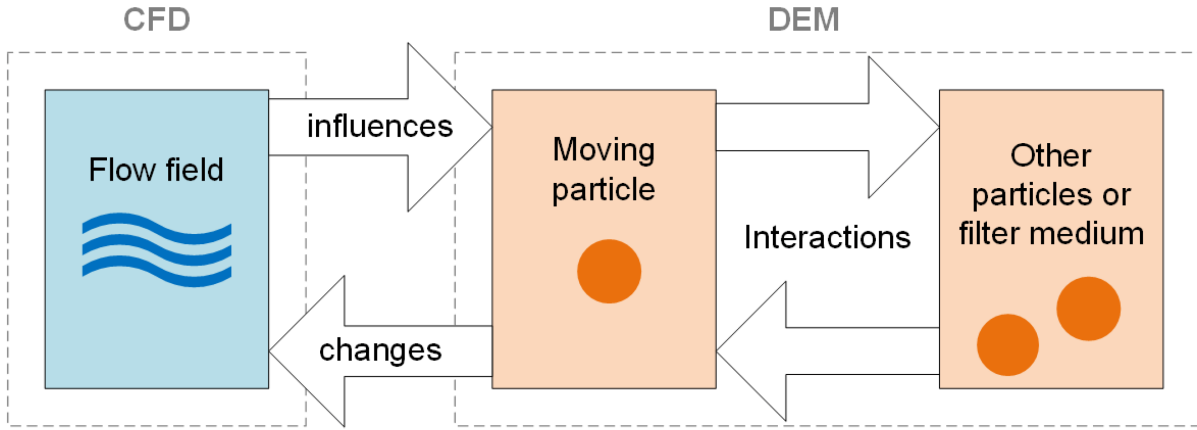 CFD
DEM
influences
Flow field
Moving
particle
Other
particles or
filter medium
Interactions
changes